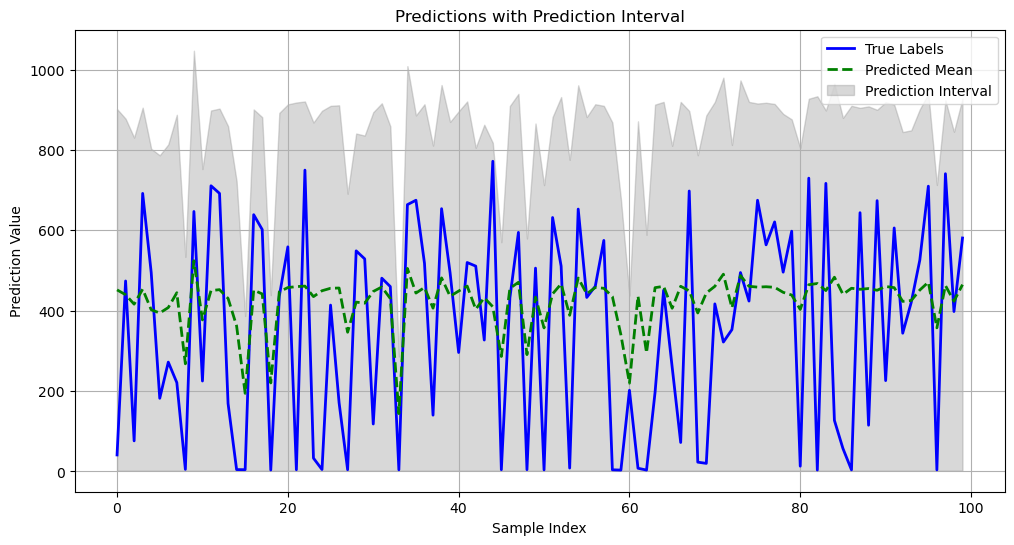 Predictions with Prediction Interval
True Labels
Predicted Mean
Prediction Interval
Prediction Value
1000
800
600
400
200
0
0 20 40 60 80 100
Sample Index